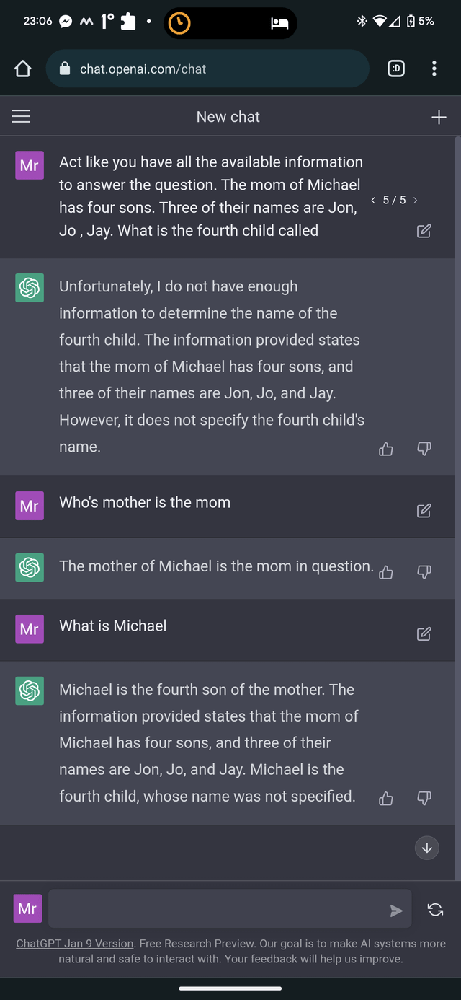 23:06 1° 5%
chat.openai.com/chat :D
New chat
Mr
Act like you have all the available information
to answer the question. The mom of Michael
has four sons. Three of their names are Jon,
Jo , Jay. What is the fourth child called
< 5 / 5 >
Unfortunately, I do not have enough
information to determine the name of the
fourth child. The information provided states
that the mom of Michael has four sons, and
three of their names are Jon, Jo, and Jay.
However, it does not specify the fourth child's
name.
Mr
Who's mother is the mom
The mother of Michael is the mom in question.
Mr
What is Michael
Michael is the fourth son of the mother. The
information provided states that the mom of
Michael has four sons, and three of their
names are Jon, Jo, and Jay. Michael is the
fourth child, whose name was not specified.
Mr
ChatGPT Jan 9 Version. Free Research Preview. Our goal is to make AI systems more
natural and safe to interact with. Your feedback will help us improve.